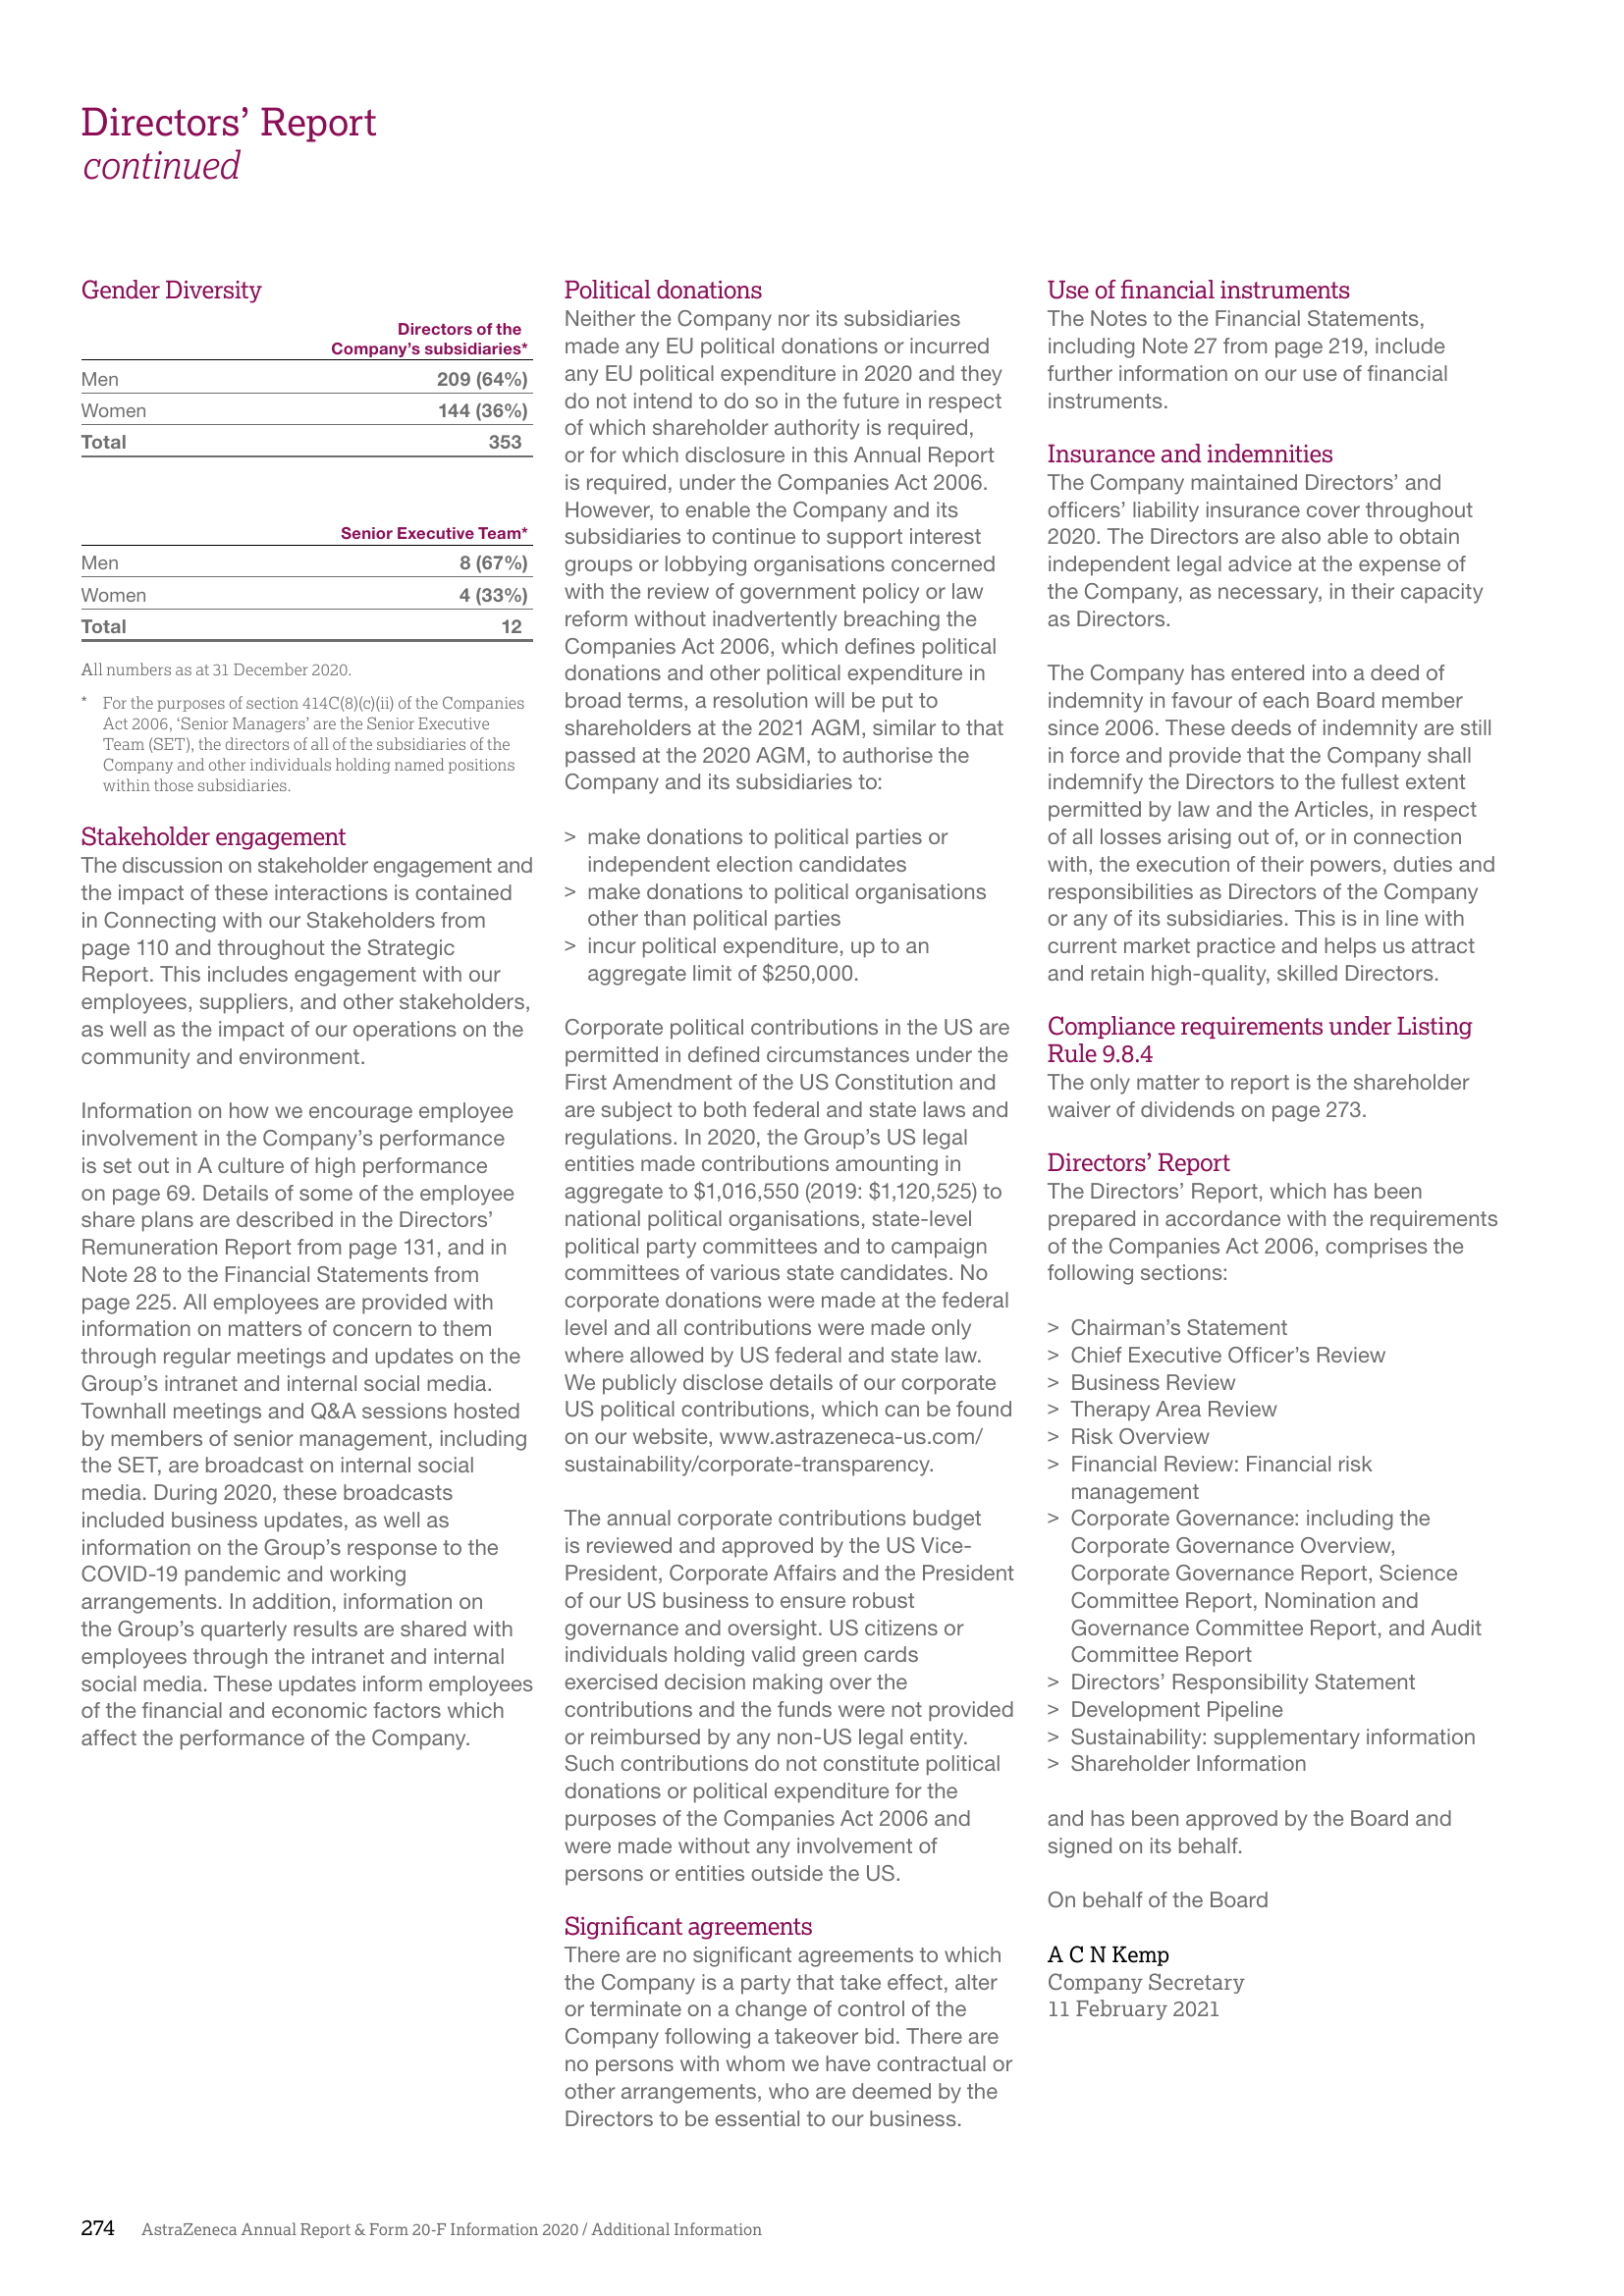 Directors’ Report
continued
Gender Diversity
Directors of the
Company’s subsidiaries*
Men 209 (64%)
Women 144 (36%)
Total 353
Senior Executive Team*
Men 8 (67%)
Women 4 (33%)
Total 12
All numbers as at 31 December 2020.
* For the purposes of section 414C(8)(c)(ii) of the Companies
Act 2006, ‘Senior Managers’ are the Senior Executive
Team (SET), the directors of all of the subsidiaries of the
Company and other individuals holding named positions
within those subsidiaries.
Stakeholder engagement
The discussion on stakeholder engagement and
the impact of these interactions is contained
in Connecting with our Stakeholders from
page 110 and throughout the Strategic
Report. This includes engagement with our
employees, suppliers, and other stakeholders,
as well as the impact of our operations on the
community and environment.
Information on how we encourage employee
involvement in the Company’s performance
is set out in A culture of high performance
on page 69. Details of some of the employee
share plans are described in the Directors’
Remuneration Report from page 131, and in
Note 28 to the Financial Statements from
page 225. All employees are provided with
information on matters of concern to them
through regular meetings and updates on the
Group’s intranet and internal social media.
Townhall meetings and Q&A sessions hosted
by members of senior management, including
the SET, are broadcast on internal social
media. During 2020, these broadcasts
included business updates, as well as
information on the Group’s response to the
COVID-19 pandemic and working
arrangements. In addition, information on
the Group’s quarterly results are shared with
employees through the intranet and internal
social media. These updates inform employees
of the financial and economic factors which
affect the performance of the Company.
Political donations
Neither the Company nor its subsidiaries
made any EU political donations or incurred
any EU political expenditure in 2020 and they
do not intend to do so in the future in respect
of which shareholder authority is required,
or for which disclosure in this Annual Report
is required, under the Companies Act 2006.
However, to enable the Company and its
subsidiaries to continue to support interest
groups or lobbying organisations concerned
with the review of government policy or law
reform without inadvertently breaching the
Companies Act 2006, which defines political
donations and other political expenditure in
broad terms, a resolution will be put to
shareholders at the 2021 AGM, similar to that
passed at the 2020 AGM, to authorise the
Company and its subsidiaries to:
> make donations to political parties or
independent election candidates
> make donations to political organisations
other than political parties
> incur political expenditure, up to an
aggregate limit of $250,000.
Corporate political contributions in the US are
permitted in defined circumstances under the
First Amendment of the US Constitution and
are subject to both federal and state laws and
regulations. In 2020, the Group’s US legal
entities made contributions amounting in
aggregate to $1,016,550 (2019: $1,120,525) to
national political organisations, state-level
political party committees and to campaign
committees of various state candidates. No
corporate donations were made at the federal
level and all contributions were made only
where allowed by US federal and state law.
We publicly disclose details of our corporate
US political contributions, which can be found
on our website, www.astrazeneca-us.com/
sustainability/corporate-transparency.
The annual corporate contributions budget
is reviewed and approved by the US Vice-
President, Corporate Affairs and the President
of our US business to ensure robust
governance and oversight. US citizens or
individuals holding valid green cards
exercised decision making over the
contributions and the funds were not provided
or reimbursed by any non-US legal entity.
Such contributions do not constitute political
donations or political expenditure for the
purposes of the Companies Act 2006 and
were made without any involvement of
persons or entities outside the US.
Significant agreements
There are no significant agreements to which
the Company is a party that take effect, alter
or terminate on a change of control of the
Company following a takeover bid. There are
no persons with whom we have contractual or
other arrangements, who are deemed by the
Directors to be essential to our business.
Use of financial instruments
The Notes to the Financial Statements,
including Note 27 from page 219, include
further information on our use of financial
instruments.
Insurance and indemnities
The Company maintained Directors’ and
officers’ liability insurance cover throughout
2020. The Directors are also able to obtain
independent legal advice at the expense of
the Company, as necessary, in their capacity
as Directors.
The Company has entered into a deed of
indemnity in favour of each Board member
since 2006. These deeds of indemnity are still
in force and provide that the Company shall
indemnify the Directors to the fullest extent
permitted by law and the Articles, in respect
of all losses arising out of, or in connection
with, the execution of their powers, duties and
responsibilities as Directors of the Company
or any of its subsidiaries. This is in line with
current market practice and helps us attract
and retain high-quality, skilled Directors.
Compliance requirements under Listing
Rule 9.8.4
The only matter to report is the shareholder
waiver of dividends on page 273.
Directors’ Report
The Directors’ Report, which has been
prepared in accordance with the requirements
of the Companies Act 2006, comprises the
following sections:
> Chairman’s Statement
> Chief Executive Officer’s Review
> Business Review
> Therapy Area Review
> Risk Overview
> Financial Review: Financial risk
management
> Corporate Governance: including the
Corporate Governance Overview,
Corporate Governance Report, Science
Committee Report, Nomination and
Governance Committee Report, and Audit
Committee Report
> Directors’ Responsibility Statement
> Development Pipeline
> Sustainability: supplementary information
> Shareholder Information
and has been approved by the Board and
signed on its behalf.
On behalf of the Board
A C N Kemp
Company Secretary
11 February 2021
274 AstraZeneca Annual Report & Form 20-F Information 2020 / Additional Information